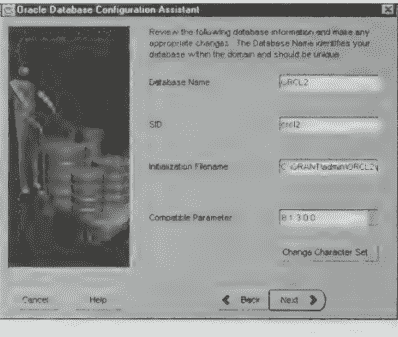 Oracle Database Configuration Assistant
Review the following database information and make any
appropriate changes. The Database Name identifies your
database within the domain and should be unique.
Database Name
ORCL2
SID
orcl2
Initialization Filename
Compatible Parameter
8.1.3.0.0
Change Character Set
Cancel
Help
Back
Next